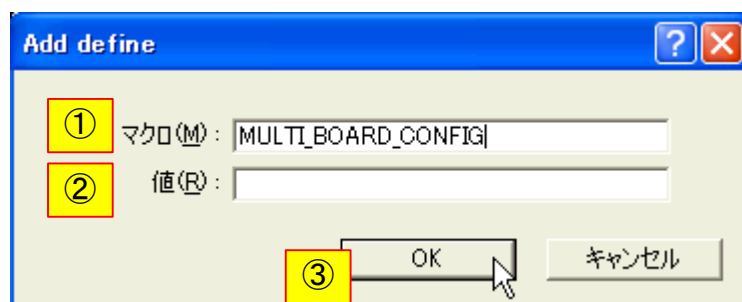 Add define
① マクロ(M): MULTI_BOARD_CONFIG
② 値(R):
③ OK キャンセル